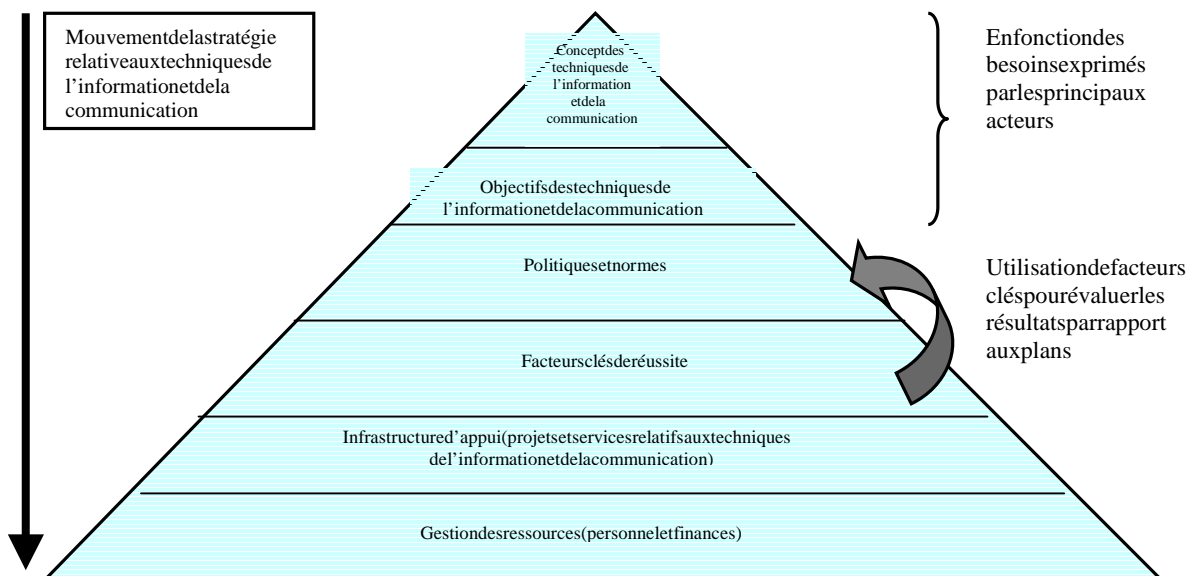 Mouvementdelastratégie
relativeauxtechniquesde
l’informationetdela
communication
Conceptdes
techniquesde
l’information
etdela
communication
Enfonctiondes
besoinsexprimés
parlesprincipaux
acteurs
Objectifsdestechniquesde
l’informationetdelacommunication
Politiquesetnormes
Utilisationdefacteurs
cléspourévaluerles
résultatsparrapport
auxplans
Facteursclésderéussite
Infrastructured’appui(projetsetservicesrelatifsauxtechniques
del’informationetdelacommunication)
Gestiondesressources(personneletfinances)